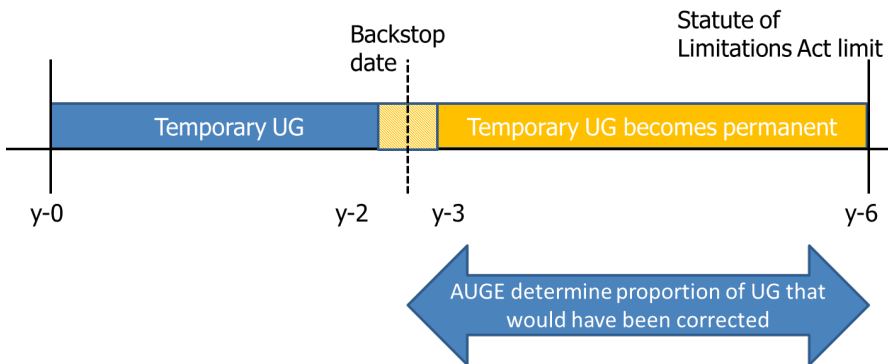 Backstop
date
Statute of
Limitations Act limit
Temporary UG
Temporary UG becomes permanent
y-0
y-2
y-3
y-6
AUGE determine proportion of UG that
would have been corrected